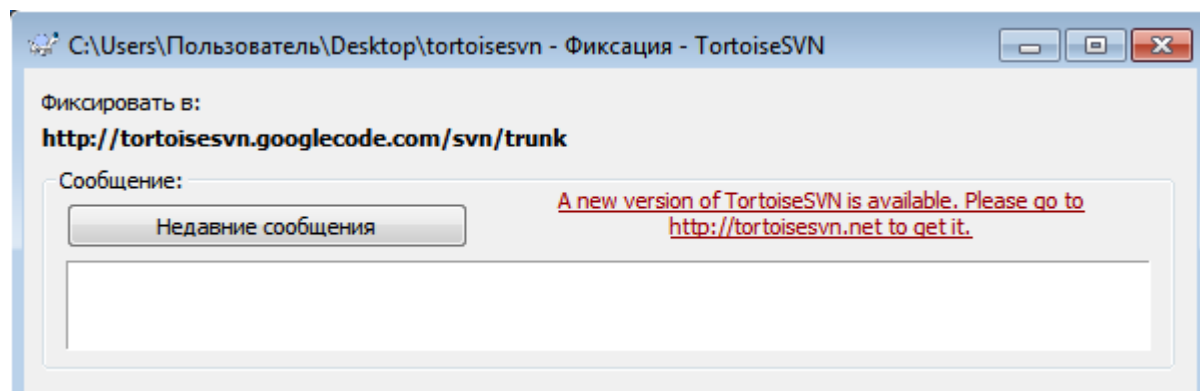 C:\Users\Пользователь\Desktop\tortoisesvn - Фиксация - TortoiseSVN
Фиксировать в:
http://tortoisesvn.googlecode.com/svn/trunk
Сообщение:
Недавние сообщения
A new version of TortoiseSVN is available. Please go to
http://tortoisesvn.net to get it.